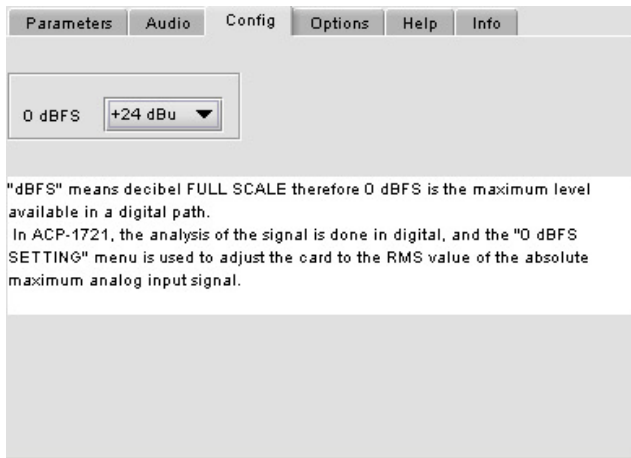 Parameters Audio Config Options Help Info
0 dBFS +24 dBu
"dBFS" means decibel FULL SCALE therefore 0 dBFS is the maximum level
available in a digital path.
In ACP-1721, the analysis of the signal is done in digital, and the "0 dBFS
SETTING" menu is used to adjust the card to the RMS value of the absolute
maximum analog input signal.